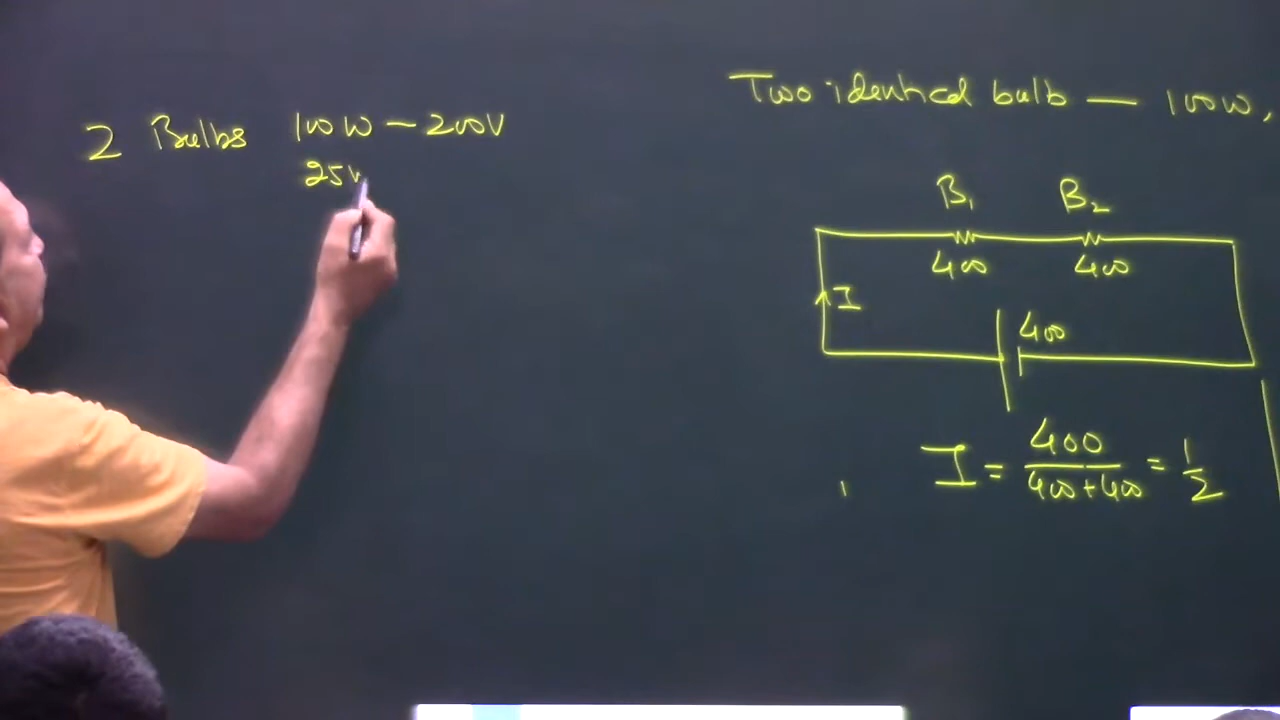 2 Bulbs 100W – 200V
25W
Two identical bulb — 100W,
B₁ B₂
400 400
I
400
I = 400/(400+400) = 1/2